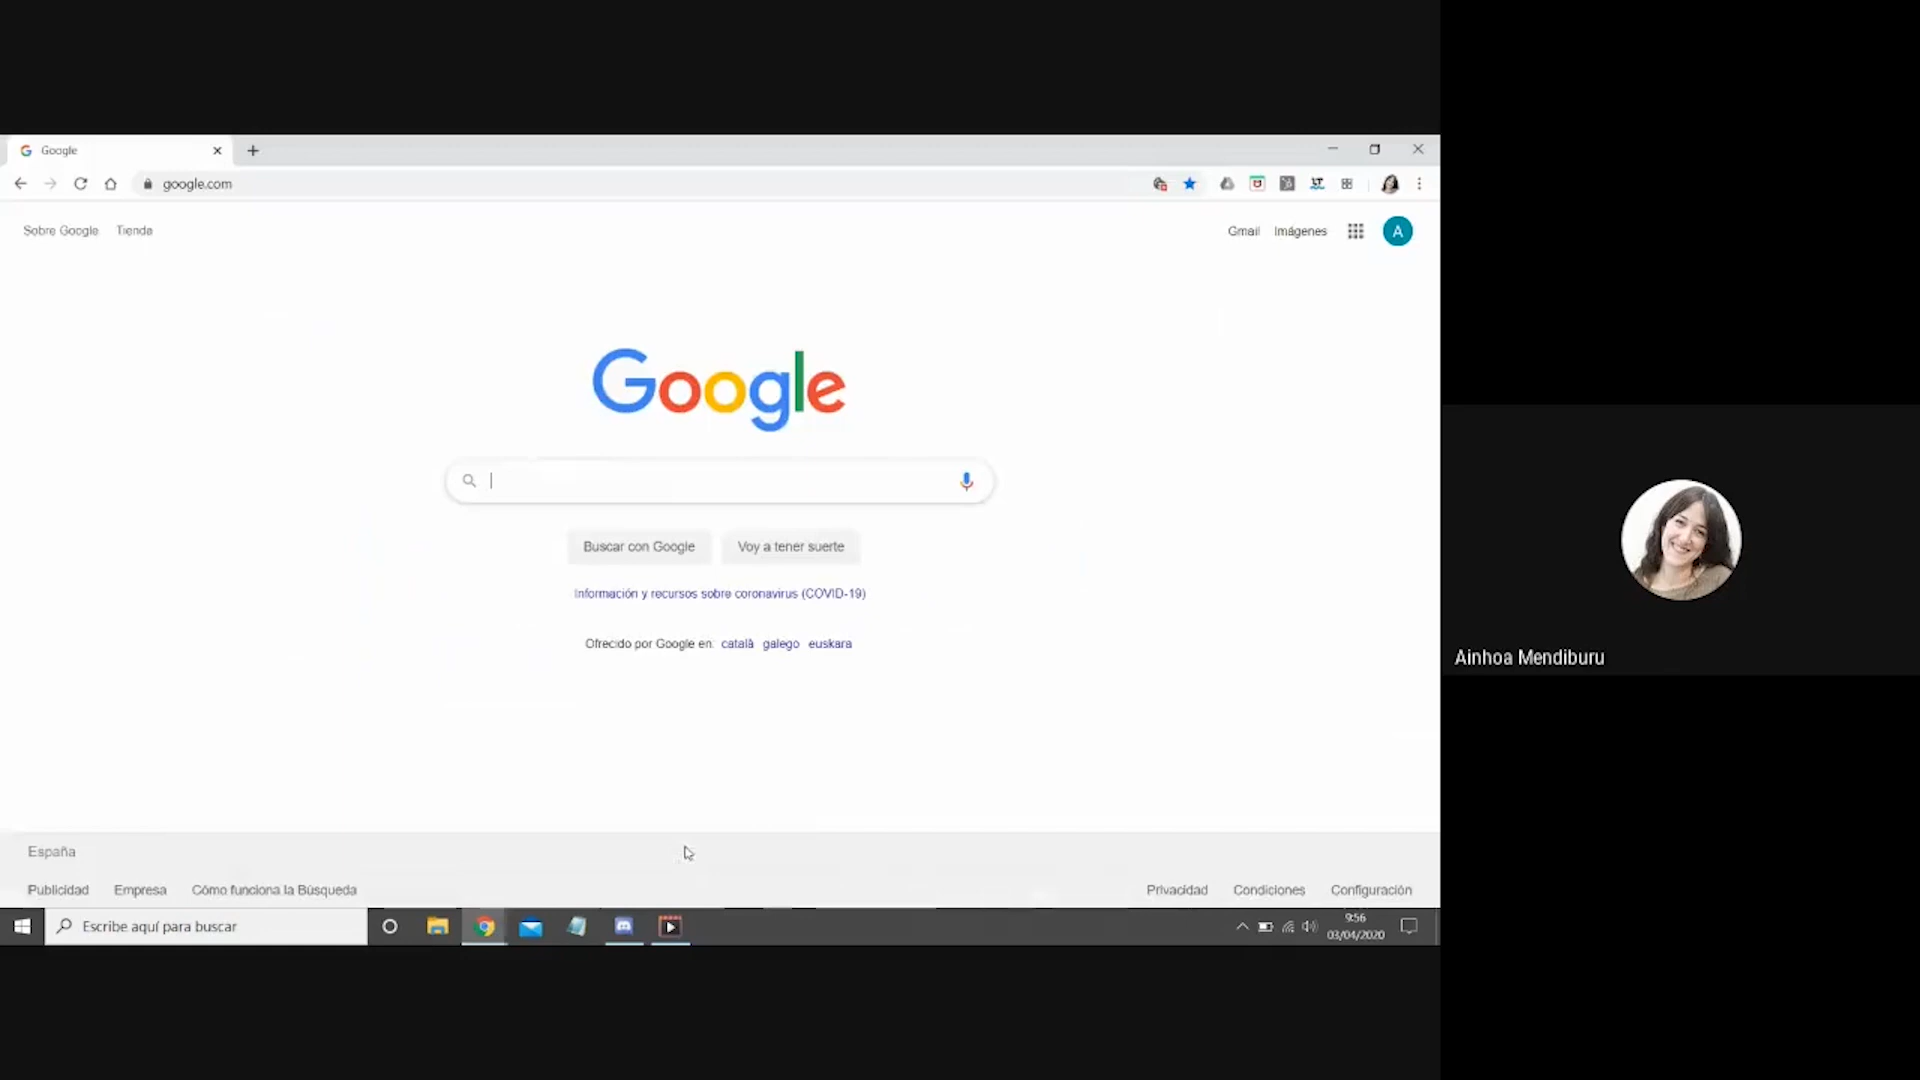 Google
google.com
Sobre Google Tienda
Gmail Imágenes A
Google
Buscar con Google Voy a tener suerte
Información y recursos sobre coronavirus (COVID-19)
Ofrecido por Google en: català galego euskara
Ainhoa Mendiburu
España
Publicidad Empresa Cómo funciona la Búsqueda
Privacidad Condiciones Configuración
Escribe aquí para buscar
9:56
03/04/2020